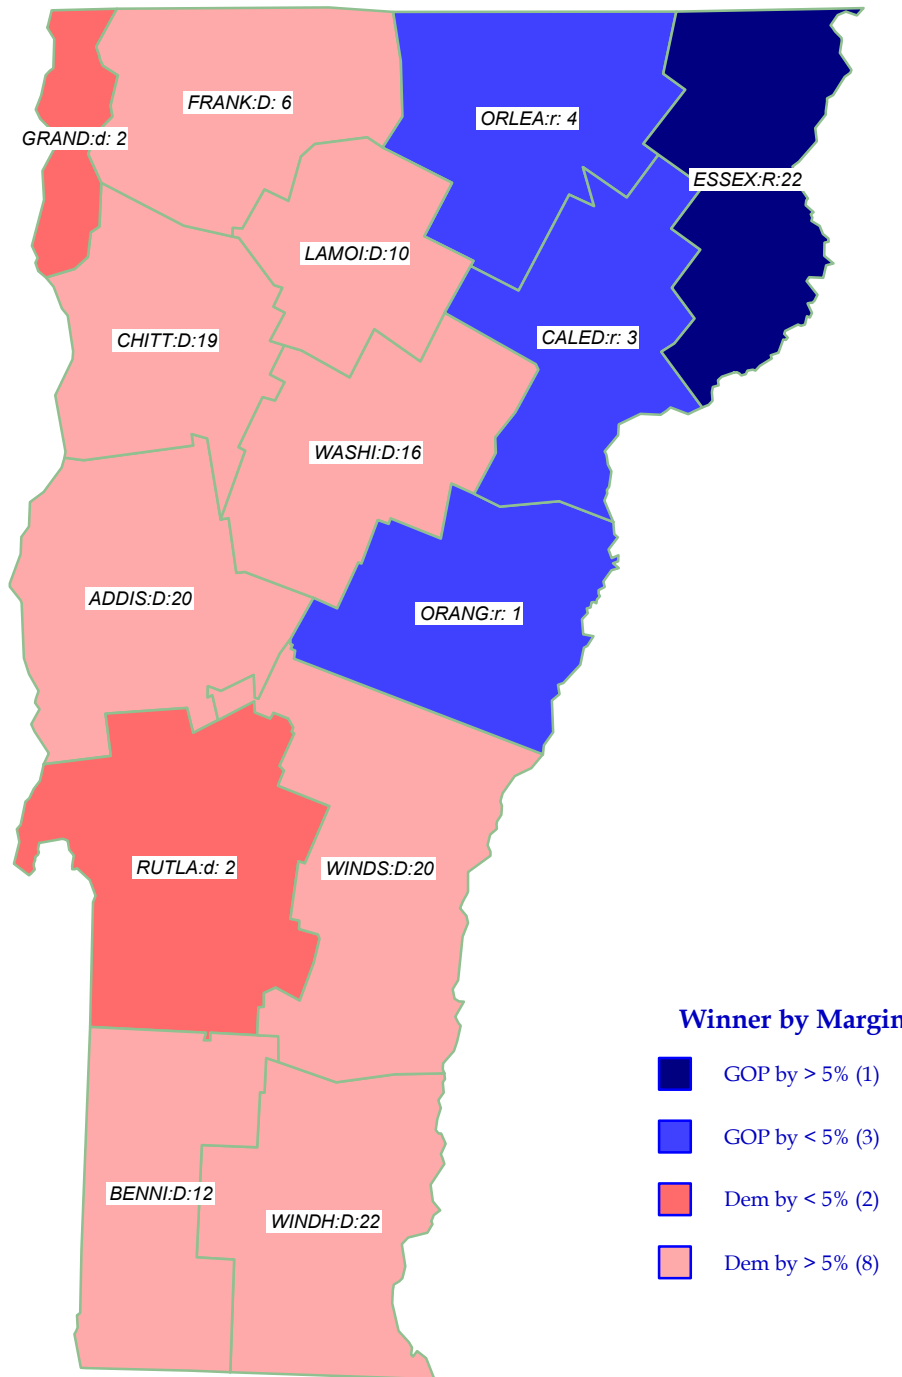 FRANK:D: 6
ORLEA:r: 4
GRAND:d: 2
ESSEX:R:22
LAMOI:D:10
CHITT:D:19
CALED:r: 3
WASHI:D:16
ADDIS:D:20
ORANG:r: 1
RUTLA:d: 2
WINDS:D:20
Winner by Margin
GOP by > 5% (1)
GOP by < 5% (3)
Dem by < 5% (2)
Dem by > 5% (8)
BENNI:D:12
WINDH:D:22